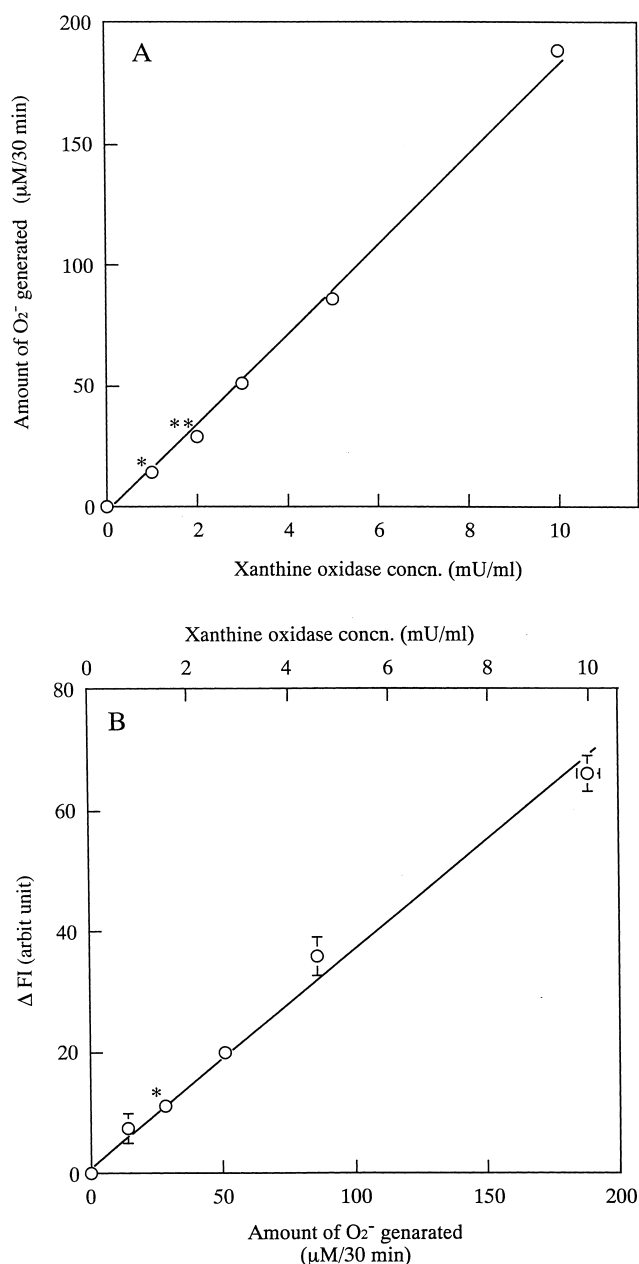 A
200
150
100
50
0
Amount of O₂⁻ generated (μM/30 min)
*
**
0 2 4 6 8 10
Xanthine oxidase concn. (mU/ml)
Xanthine oxidase concn. (mU/ml)
0 2 4 6 8 10
B
80
60
40
20
0
Δ FI (arbit unit)
*
0 50 100 150 200
Amount of O₂⁻ genarated
(μM/30 min)